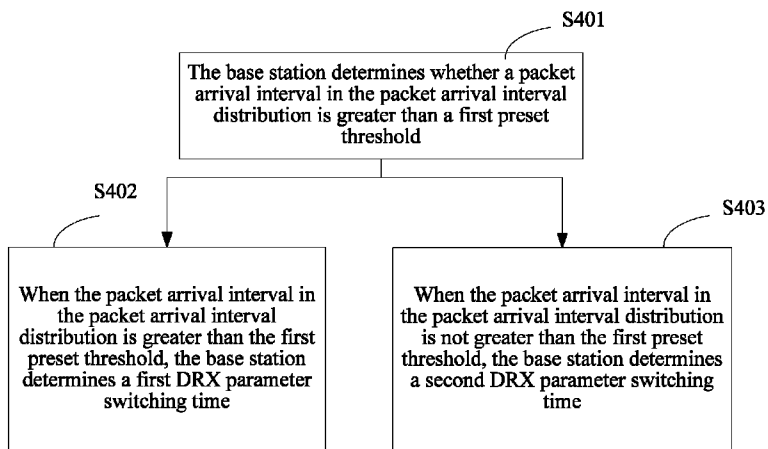 S401
The base station determines whether a packet
arrival interval in the packet arrival interval
distribution is greater than a first preset
threshold
S402
When the packet arrival interval in
the packet arrival interval
distribution is greater than the first
preset threshold, the base station
determines a first DRX parameter
switching time
S403
When the packet arrival interval in
the packet arrival interval distribution
is not greater than the first preset
threshold, the base station determines
a second DRX parameter switching
time